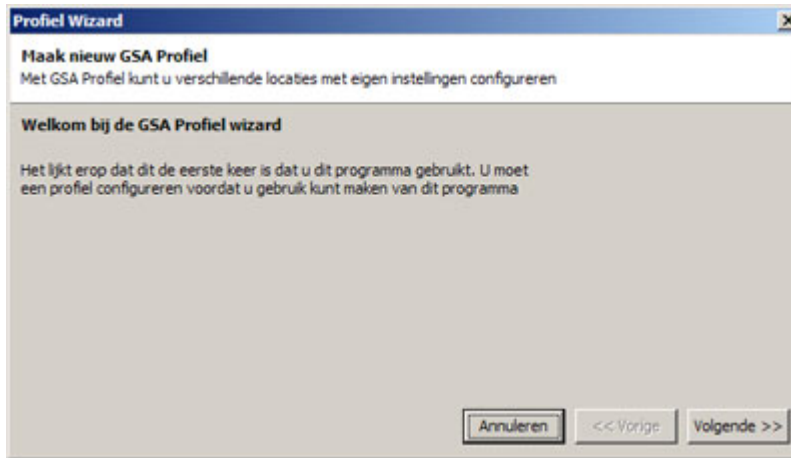 Profiel Wizard
Maak nieuw GSA Profiel
Met GSA Profiel kunt u verschillende locaties met eigen instellingen configureren
Welkom bij de GSA Profiel wizard
Het lijkt erop dat dit de eerste keer is dat u dit programma gebruikt. U moet
een profiel configureren voordat u gebruik kunt maken van dit programma
Annuleren
<< Vorige
Volgende >>